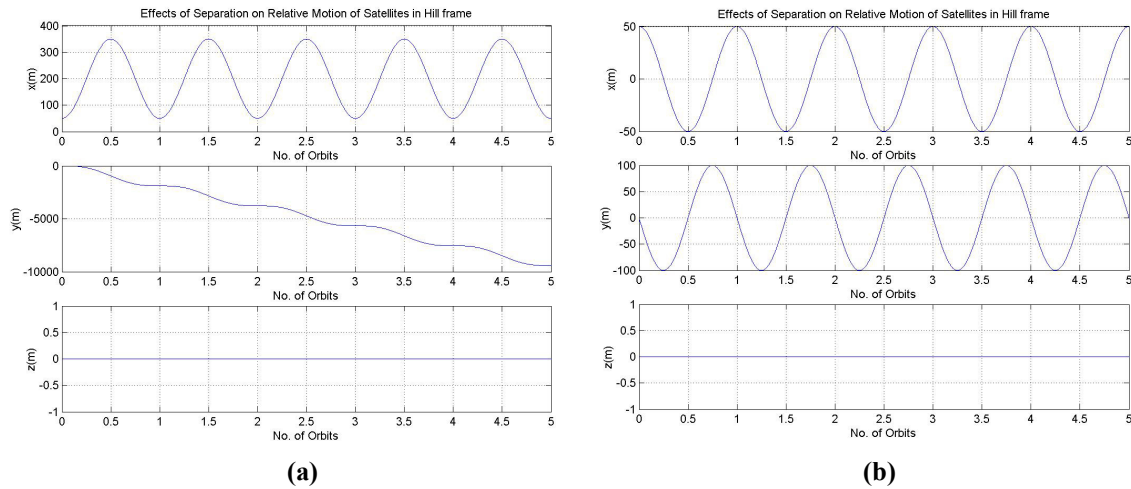 Effects of Separation on Relative Motion of Satellites in Hill frame
400
300
200
100
0
x(m)
0 0.5 1 1.5 2 2.5 3 3.5 4 4.5 5
No. of Orbits
0
-5000
-10000
y(m)
0 0.5 1 1.5 2 2.5 3 3.5 4 4.5 5
No. of Orbits
1
0.5
0
-0.5
-1
z(m)
0 0.5 1 1.5 2 2.5 3 3.5 4 4.5 5
No. of Orbits
(a)
Effects of Separation on Relative Motion of Satellites in Hill frame
50
0
-50
x(m)
0 0.5 1 1.5 2 2.5 3 3.5 4 4.5 5
No. of Orbits
100
50
0
-50
-100
y(m)
0 0.5 1 1.5 2 2.5 3 3.5 4 4.5 5
No. of Orbits
1
0.5
0
-0.5
-1
z(m)
0 0.5 1 1.5 2 2.5 3 3.5 4 4.5 5
No. of Orbits
(b)